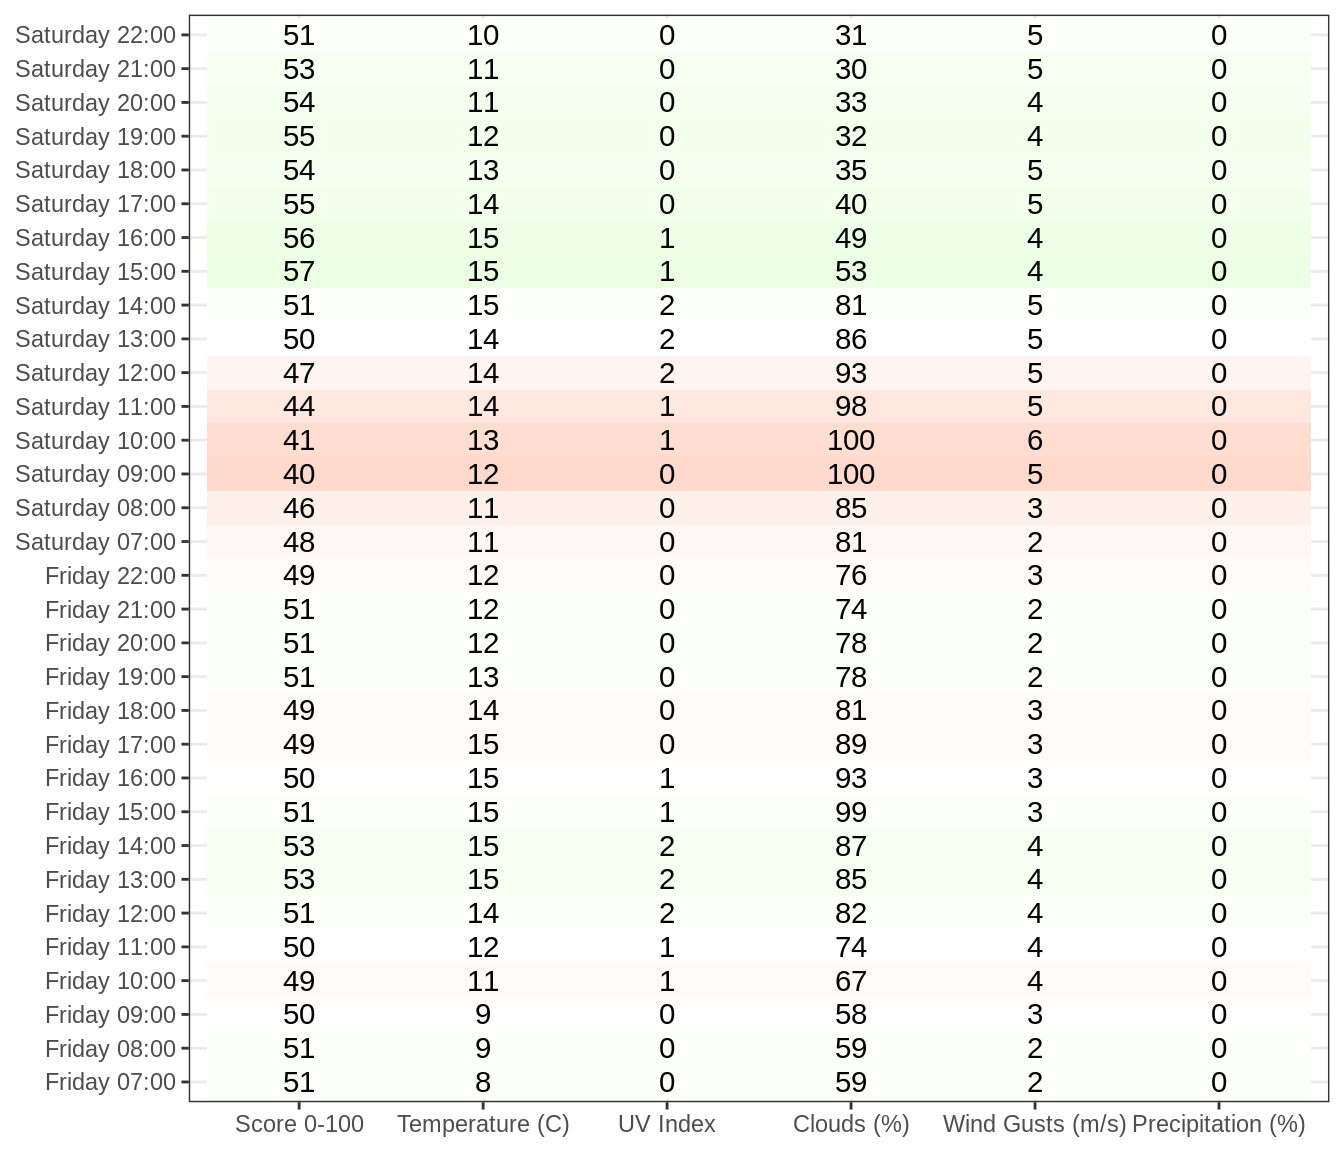 Saturday 22:00 51 10 0 31 5 0
Saturday 21:00 53 11 0 30 5 0
Saturday 20:00 54 11 0 33 4 0
Saturday 19:00 55 12 0 32 4 0
Saturday 18:00 54 13 0 35 5 0
Saturday 17:00 55 14 0 40 5 0
Saturday 16:00 56 15 1 49 4 0
Saturday 15:00 57 15 1 53 4 0
Saturday 14:00 51 15 2 81 5 0
Saturday 13:00 50 14 2 86 5 0
Saturday 12:00 47 14 2 93 5 0
Saturday 11:00 44 14 1 98 5 0
Saturday 10:00 41 13 1 100 6 0
Saturday 09:00 40 12 0 100 5 0
Saturday 08:00 46 11 0 85 3 0
Saturday 07:00 48 11 0 81 2 0
Friday 22:00 49 12 0 76 3 0
Friday 21:00 51 12 0 74 2 0
Friday 20:00 51 12 0 78 2 0
Friday 19:00 51 13 0 78 2 0
Friday 18:00 49 14 0 81 3 0
Friday 17:00 49 15 0 89 3 0
Friday 16:00 50 15 1 93 3 0
Friday 15:00 51 15 1 99 3 0
Friday 14:00 53 15 2 87 4 0
Friday 13:00 53 15 2 85 4 0
Friday 12:00 51 14 2 82 4 0
Friday 11:00 50 12 1 74 4 0
Friday 10:00 49 11 1 67 4 0
Friday 09:00 50 9 0 58 3 0
Friday 08:00 51 9 0 59 2 0
Friday 07:00 51 8 0 59 2 0
Score 0-100 Temperature (C) UV Index Clouds (%) Wind Gusts (m/s) Precipitation (%)